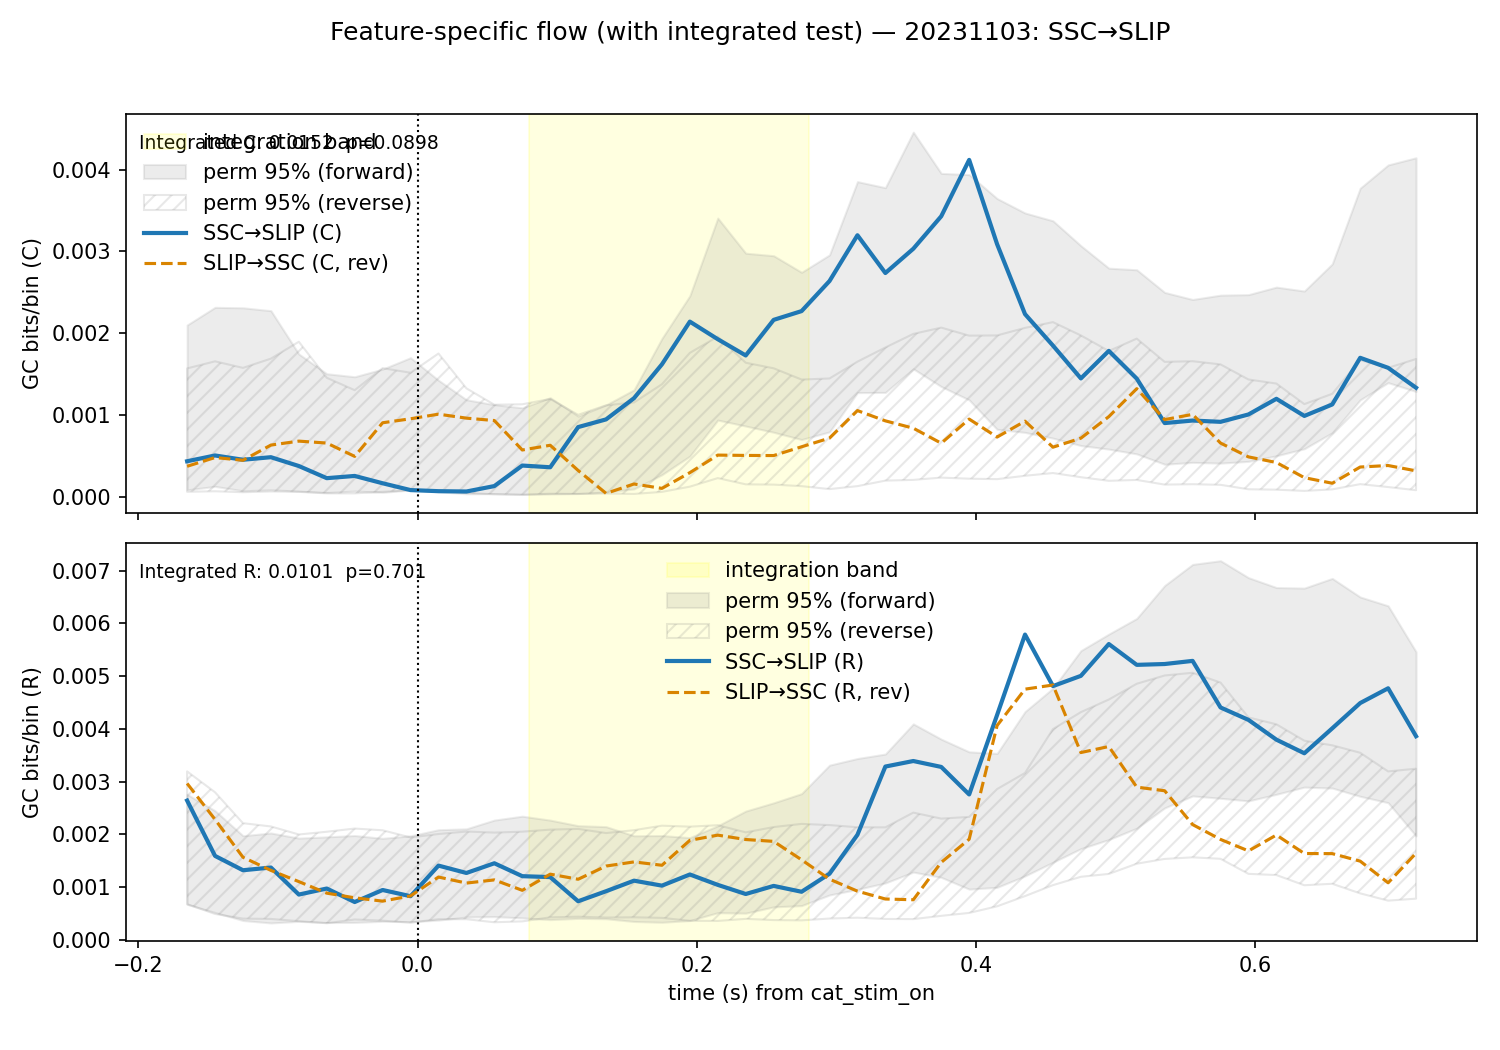 Feature-specific flow (with integrated test) — 20231103: SSC→SLIP
Integrated C: 0.0152  p=0.0898
integration band
perm 95% (forward)
perm 95% (reverse)
SSC→SLIP (C)
SLIP→SSC (C, rev)
GC bits/bin (C)
0.004
0.003
0.002
0.001
0.000
Integrated R: 0.0101  p=0.701
integration band
perm 95% (forward)
perm 95% (reverse)
SSC→SLIP (R)
SLIP→SSC (R, rev)
GC bits/bin (R)
0.007
0.006
0.005
0.004
0.003
0.002
0.001
0.000
−0.2 0.0 0.2 0.4 0.6
time (s) from cat_stim_on